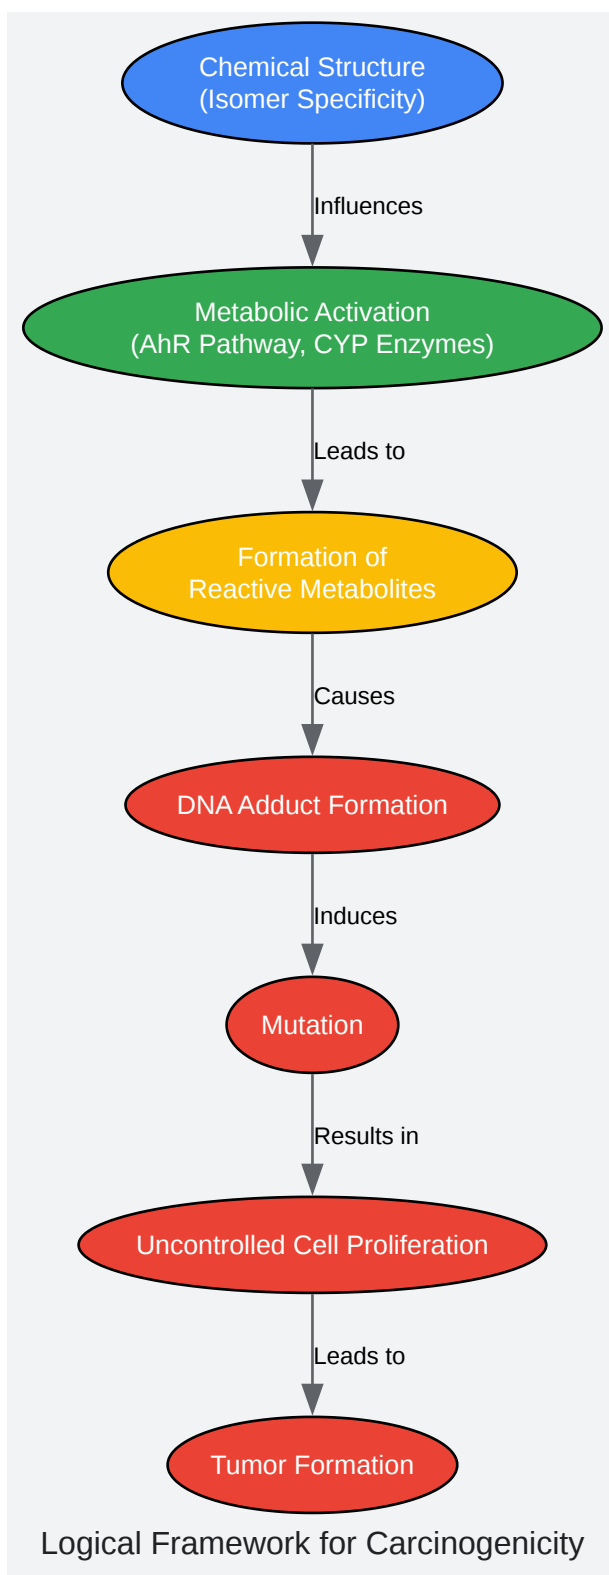 Chemical Structure
(Isomer Specificity)
Influences
Metabolic Activation
(AhR Pathway, CYP Enzymes)
Leads to
Formation of
Reactive Metabolites
Causes
DNA Adduct Formation
Induces
Mutation
Results in
Uncontrolled Cell Proliferation
Leads to
Tumor Formation
Logical Framework for Carcinogenicity